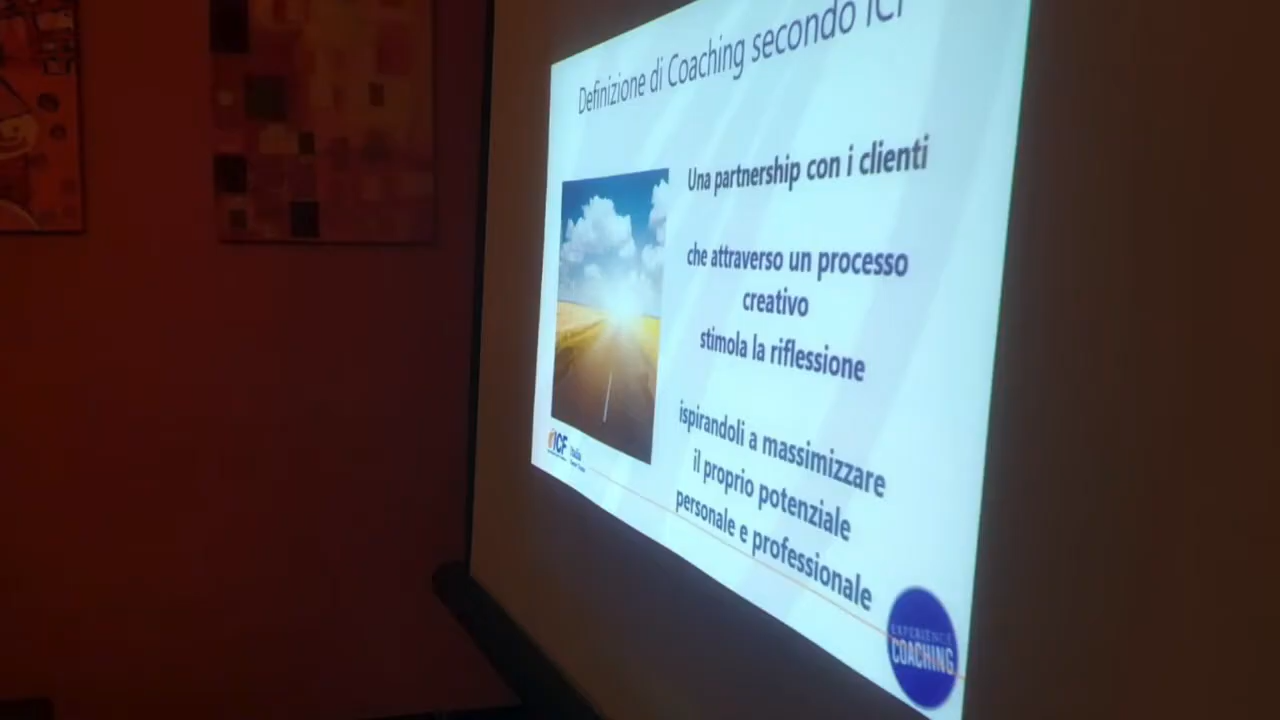 Definizione di Coaching secondo ICF
Una partnership con i clienti
che attraverso un processo
creativo
stimola la riflessione
ispirandoli a massimizzare
il proprio potenziale
personale e professionale
ICF
Italia
EXPERIENCE
COACHING